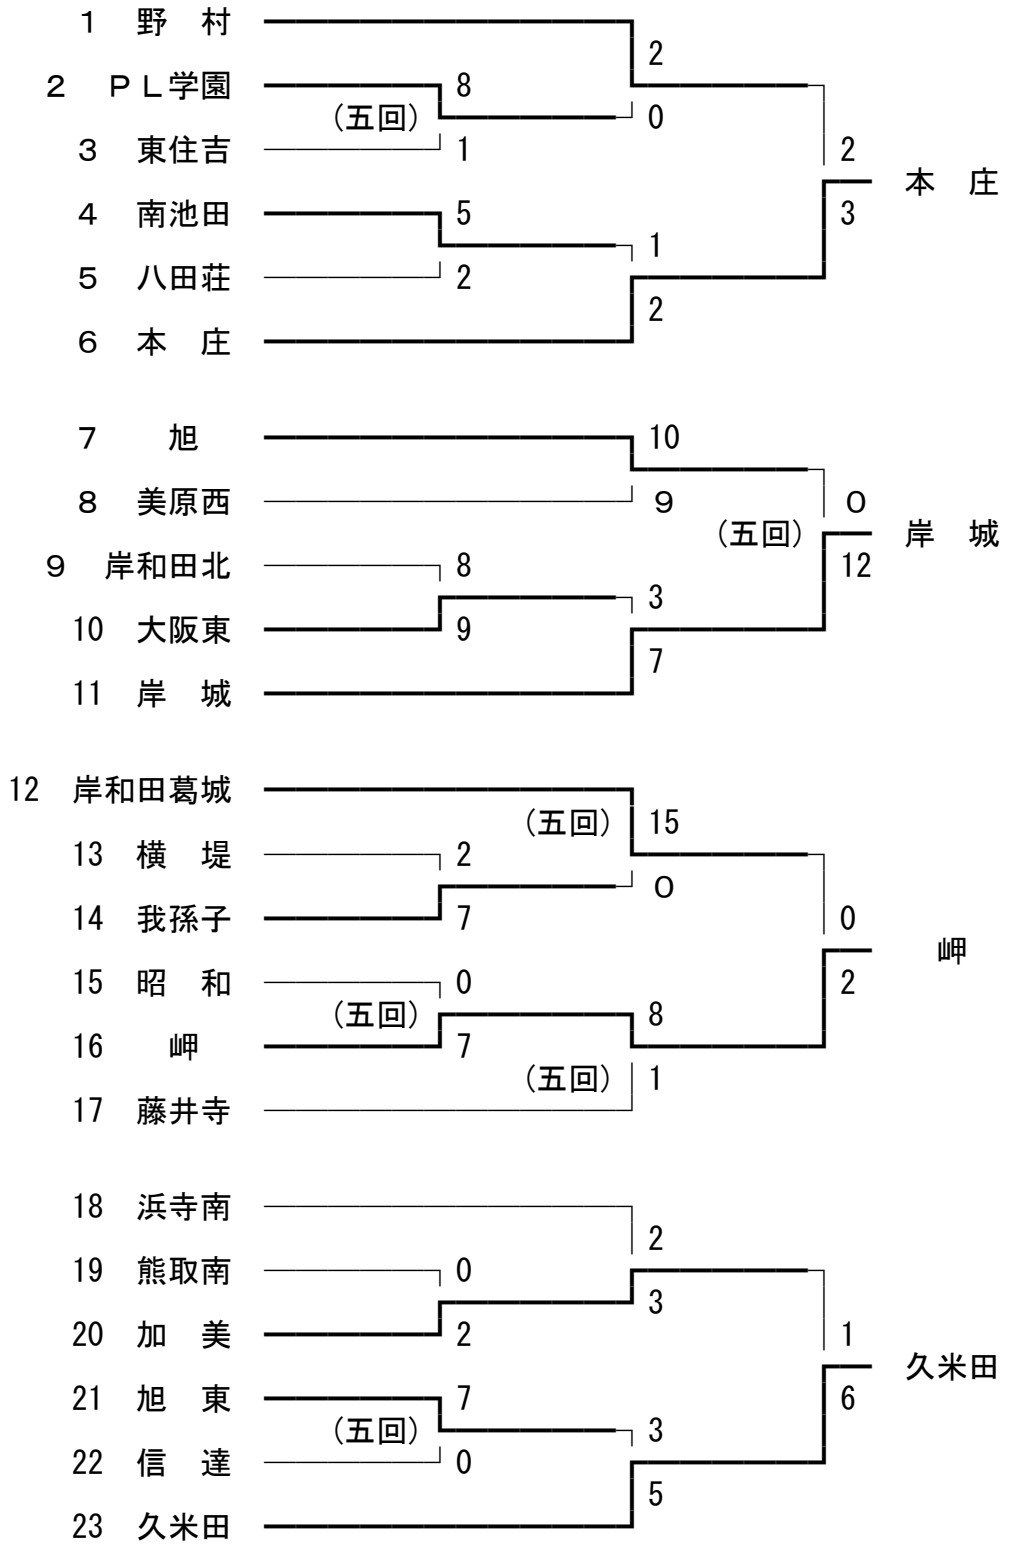 1 野　村
2
2 ＰＬ学園 8
(五回) 0
3 東住吉 1 2
本　庄
4 南池田 5 3
1
5 八田荘 2
2
6 本　庄
7 旭 10
8 美原西 9 0
(五回) 岸　城
9 岸和田北 8 12
3
10 大阪東 9
7
11 岸　城
12 岸和田葛城
(五回) 15
13 横　堤 2
0
14 我孫子 7 0
岬
15 昭　和 0 2
(五回) 8
16 岬 7
(五回) 1
17 藤井寺
18 浜寺南
2
19 熊取南 0
3
20 加　美 2 1
久米田
21 旭　東 7 6
(五回) 3
22 信　達 0
5
23 久米田